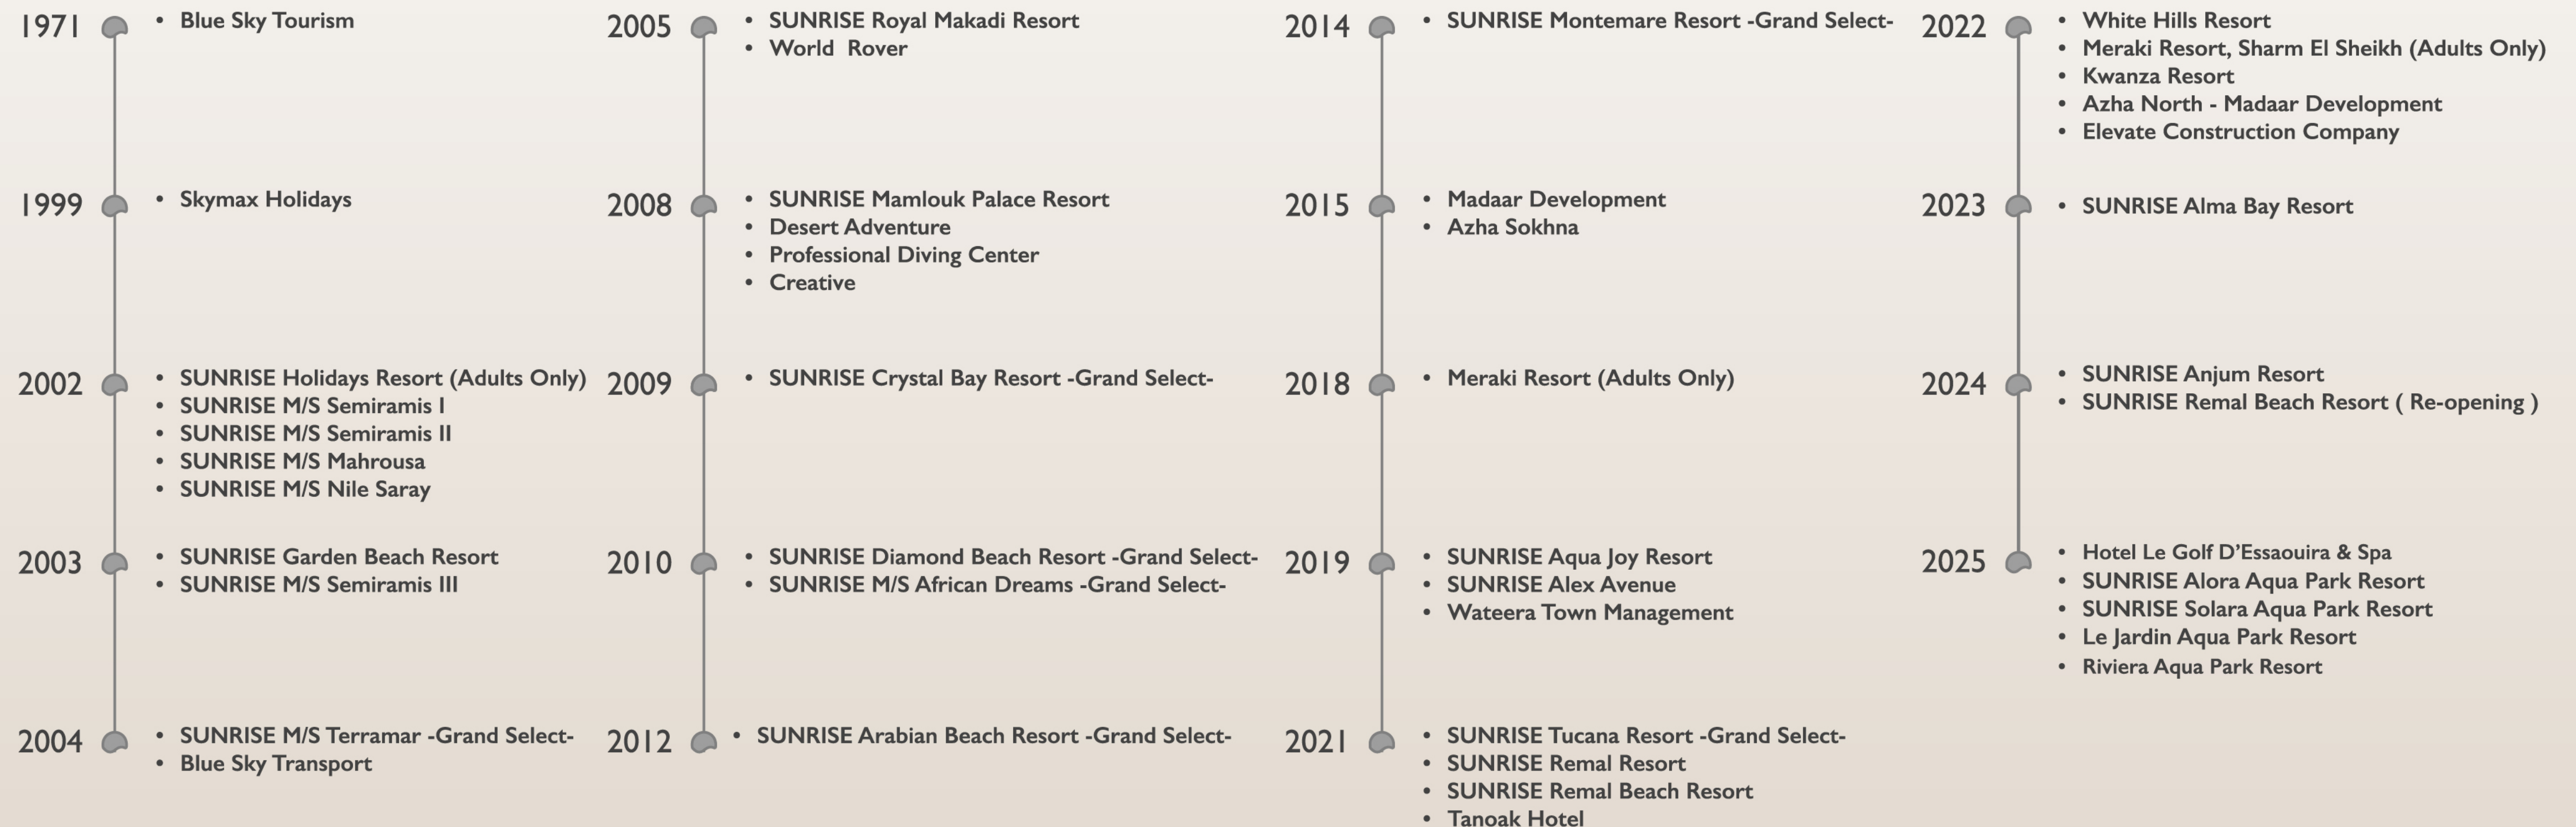 1971
• Blue Sky Tourism
1999
• Skymax Holidays
2002
• SUNRISE Holidays Resort (Adults Only)
• SUNRISE M/S Semiramis I
• SUNRISE M/S Semiramis II
• SUNRISE M/S Mahrousa
• SUNRISE M/S Nile Saray
2003
• SUNRISE Garden Beach Resort
• SUNRISE M/S Semiramis III
2004
• SUNRISE M/S Terramar -Grand Select-
• Blue Sky Transport
2005
• SUNRISE Royal Makadi Resort
• World Rover
2008
• SUNRISE Mamlouk Palace Resort
• Desert Adventure
• Professional Diving Center
• Creative
2009
• SUNRISE Crystal Bay Resort -Grand Select-
2010
• SUNRISE Diamond Beach Resort -Grand Select-
• SUNRISE M/S African Dreams -Grand Select-
2012
• SUNRISE Arabian Beach Resort -Grand Select-
2014
• SUNRISE Montemare Resort -Grand Select-
2015
• Madaar Development
• Azha Sokhna
2018
• Meraki Resort (Adults Only)
2019
• SUNRISE Aqua Joy Resort
• SUNRISE Alex Avenue
• Wateera Town Management
2021
• SUNRISE Tucana Resort -Grand Select-
• SUNRISE Remal Resort
• SUNRISE Remal Beach Resort
• Tanoak Hotel
2022
• White Hills Resort
• Meraki Resort, Sharm El Sheikh (Adults Only)
• Kwanza Resort
• Azha North - Madaar Development
• Elevate Construction Company
2023
• SUNRISE Alma Bay Resort
2024
• SUNRISE Anjum Resort
• SUNRISE Remal Beach Resort ( Re-opening )
2025
• Hotel Le Golf D’Essaouira & Spa
• SUNRISE Alora Aqua Park Resort
• SUNRISE Solara Aqua Park Resort
• Le Jardin Aqua Park Resort
• Riviera Aqua Park Resort